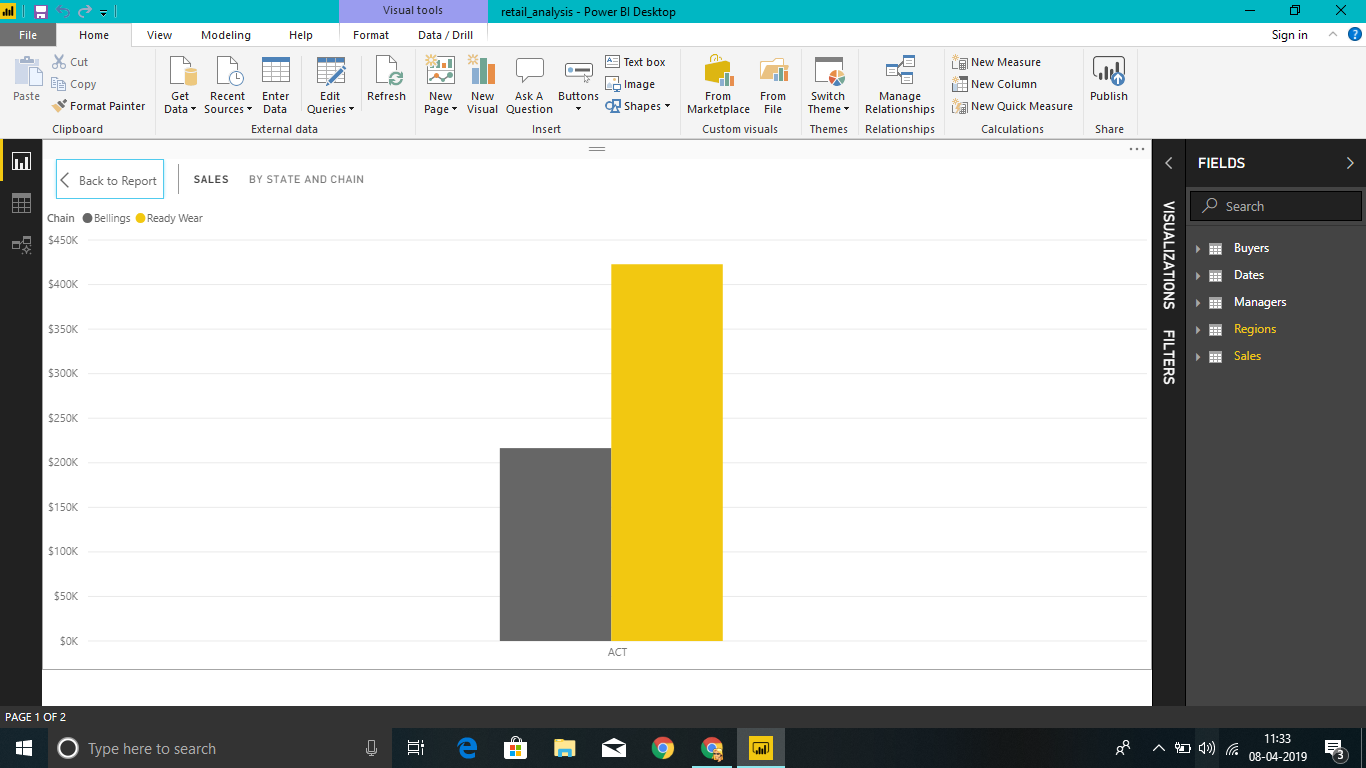 Visual tools
retail_analysis - Power BI Desktop
File Home View Modeling Help Format Data / Drill Sign in ?
Paste
Cut
Copy
Format Painter
Clipboard
Get Data
Recent Sources
Enter Data
Edit Queries
Refresh
External data
New Page
New Visual
Ask A Question
Buttons
Text box
Image
Shapes
Insert
From Marketplace
From File
Custom visuals
Switch Theme
Themes
Manage Relationships
Relationships
New Measure
New Column
New Quick Measure
Calculations
Publish
Share
Back to Report
SALES BY STATE AND CHAIN
Chain Bellings Ready Wear
$450K
$400K
$350K
$300K
$250K
$200K
$150K
$100K
$50K
$0K
ACT
VISUALIZATIONS
FILTERS
FIELDS
Search
Buyers
Dates
Managers
Regions
Sales
PAGE 1 OF 2
Type here to search
11:33
08-04-2019
3